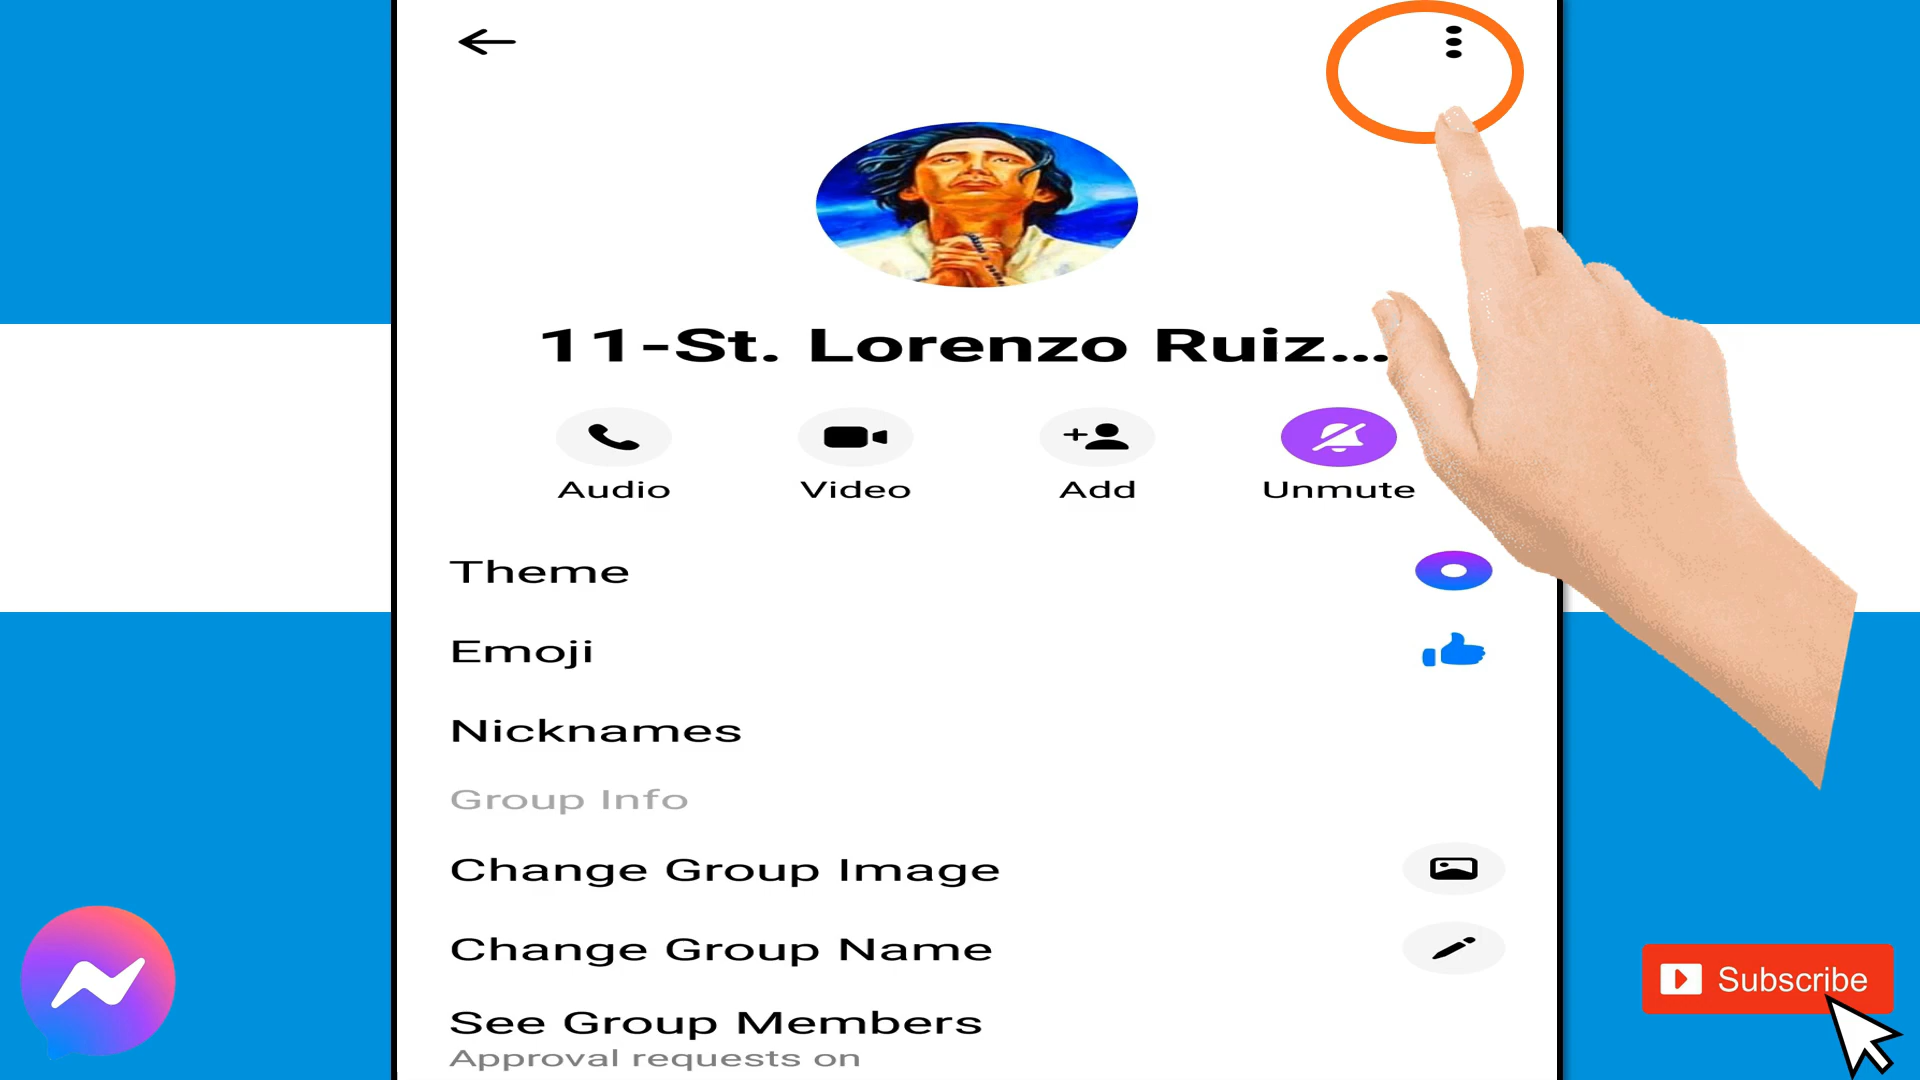 11-St. Lorenzo Ruiz...
Audio Video Add Unmute
Theme
Emoji
Nicknames
Group Info
Change Group Image
Change Group Name
See Group Members
Approval requests on
Subscribe